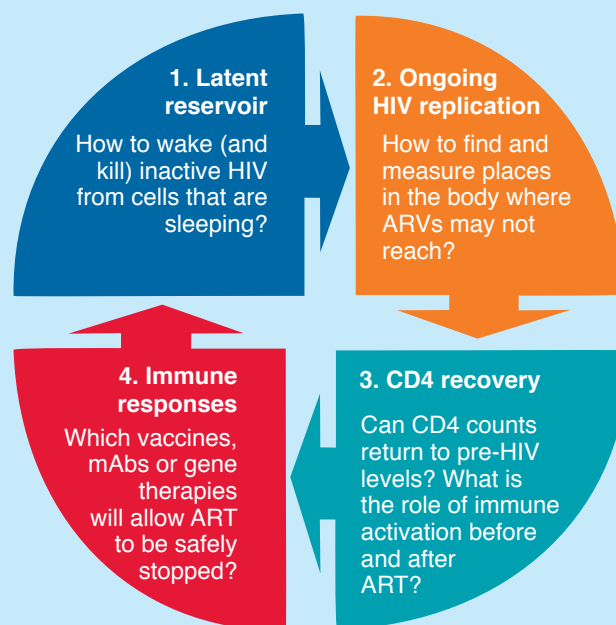 1. Latent
reservoir
How to wake (and
kill) inactive HIV
from cells that are
sleeping?
2. Ongoing
HIV replication
How to find and
measure places
in the body where
ARVs may not
reach?
3. CD4 recovery
Can CD4 counts
return to pre-HIV
levels? What is
the role of immune
activation before
and after
ART?
4. Immune
responses
Which vaccines,
mAbs or gene
therapies
will allow ART
to be safely
stopped?